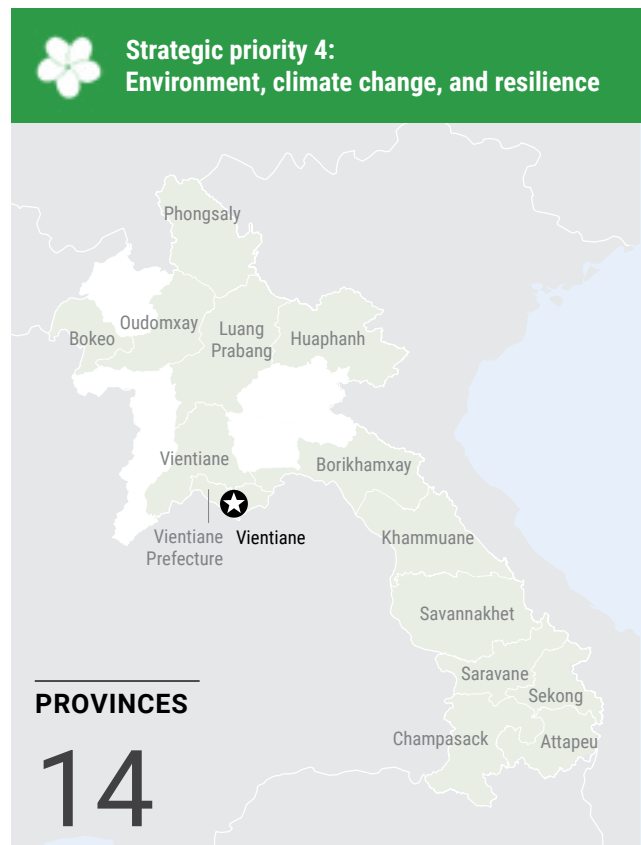 Strategic priority 4:
Environment, climate change, and resilience
Phongsaly
Oudomxay
Bokeo
Luang
Prabang
Huaphanh
Vientiane
Borikhamxay
Vientiane
Prefecture
Vientiane
Khammuane
Savannakhet
Saravane
Sekong
Champasack
Attapeu
PROVINCES
14